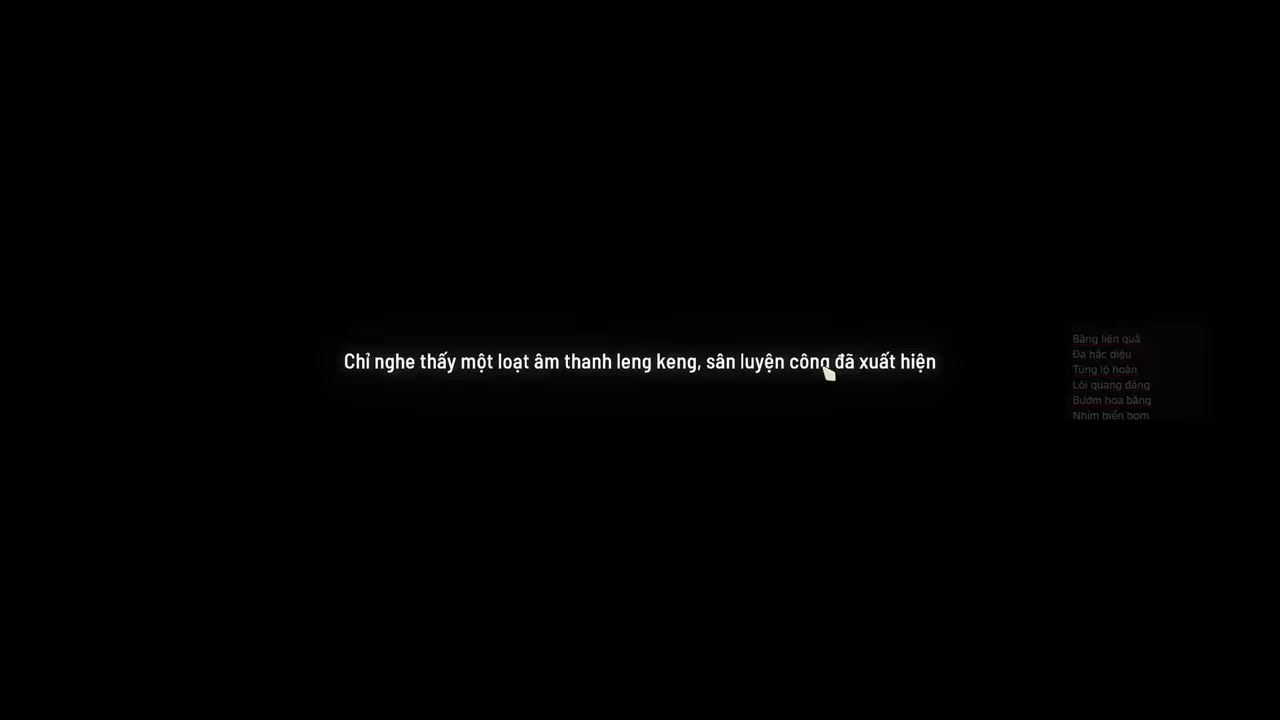 Chỉ nghe thấy một loạt âm thanh leng keng, sân luyện công đã xuất hiện
Băng liên quả
Đa hắc diệu
Tùng lộ hoàn
Lôi quang đằng
Bướm hoa băng
Nhím biển bom